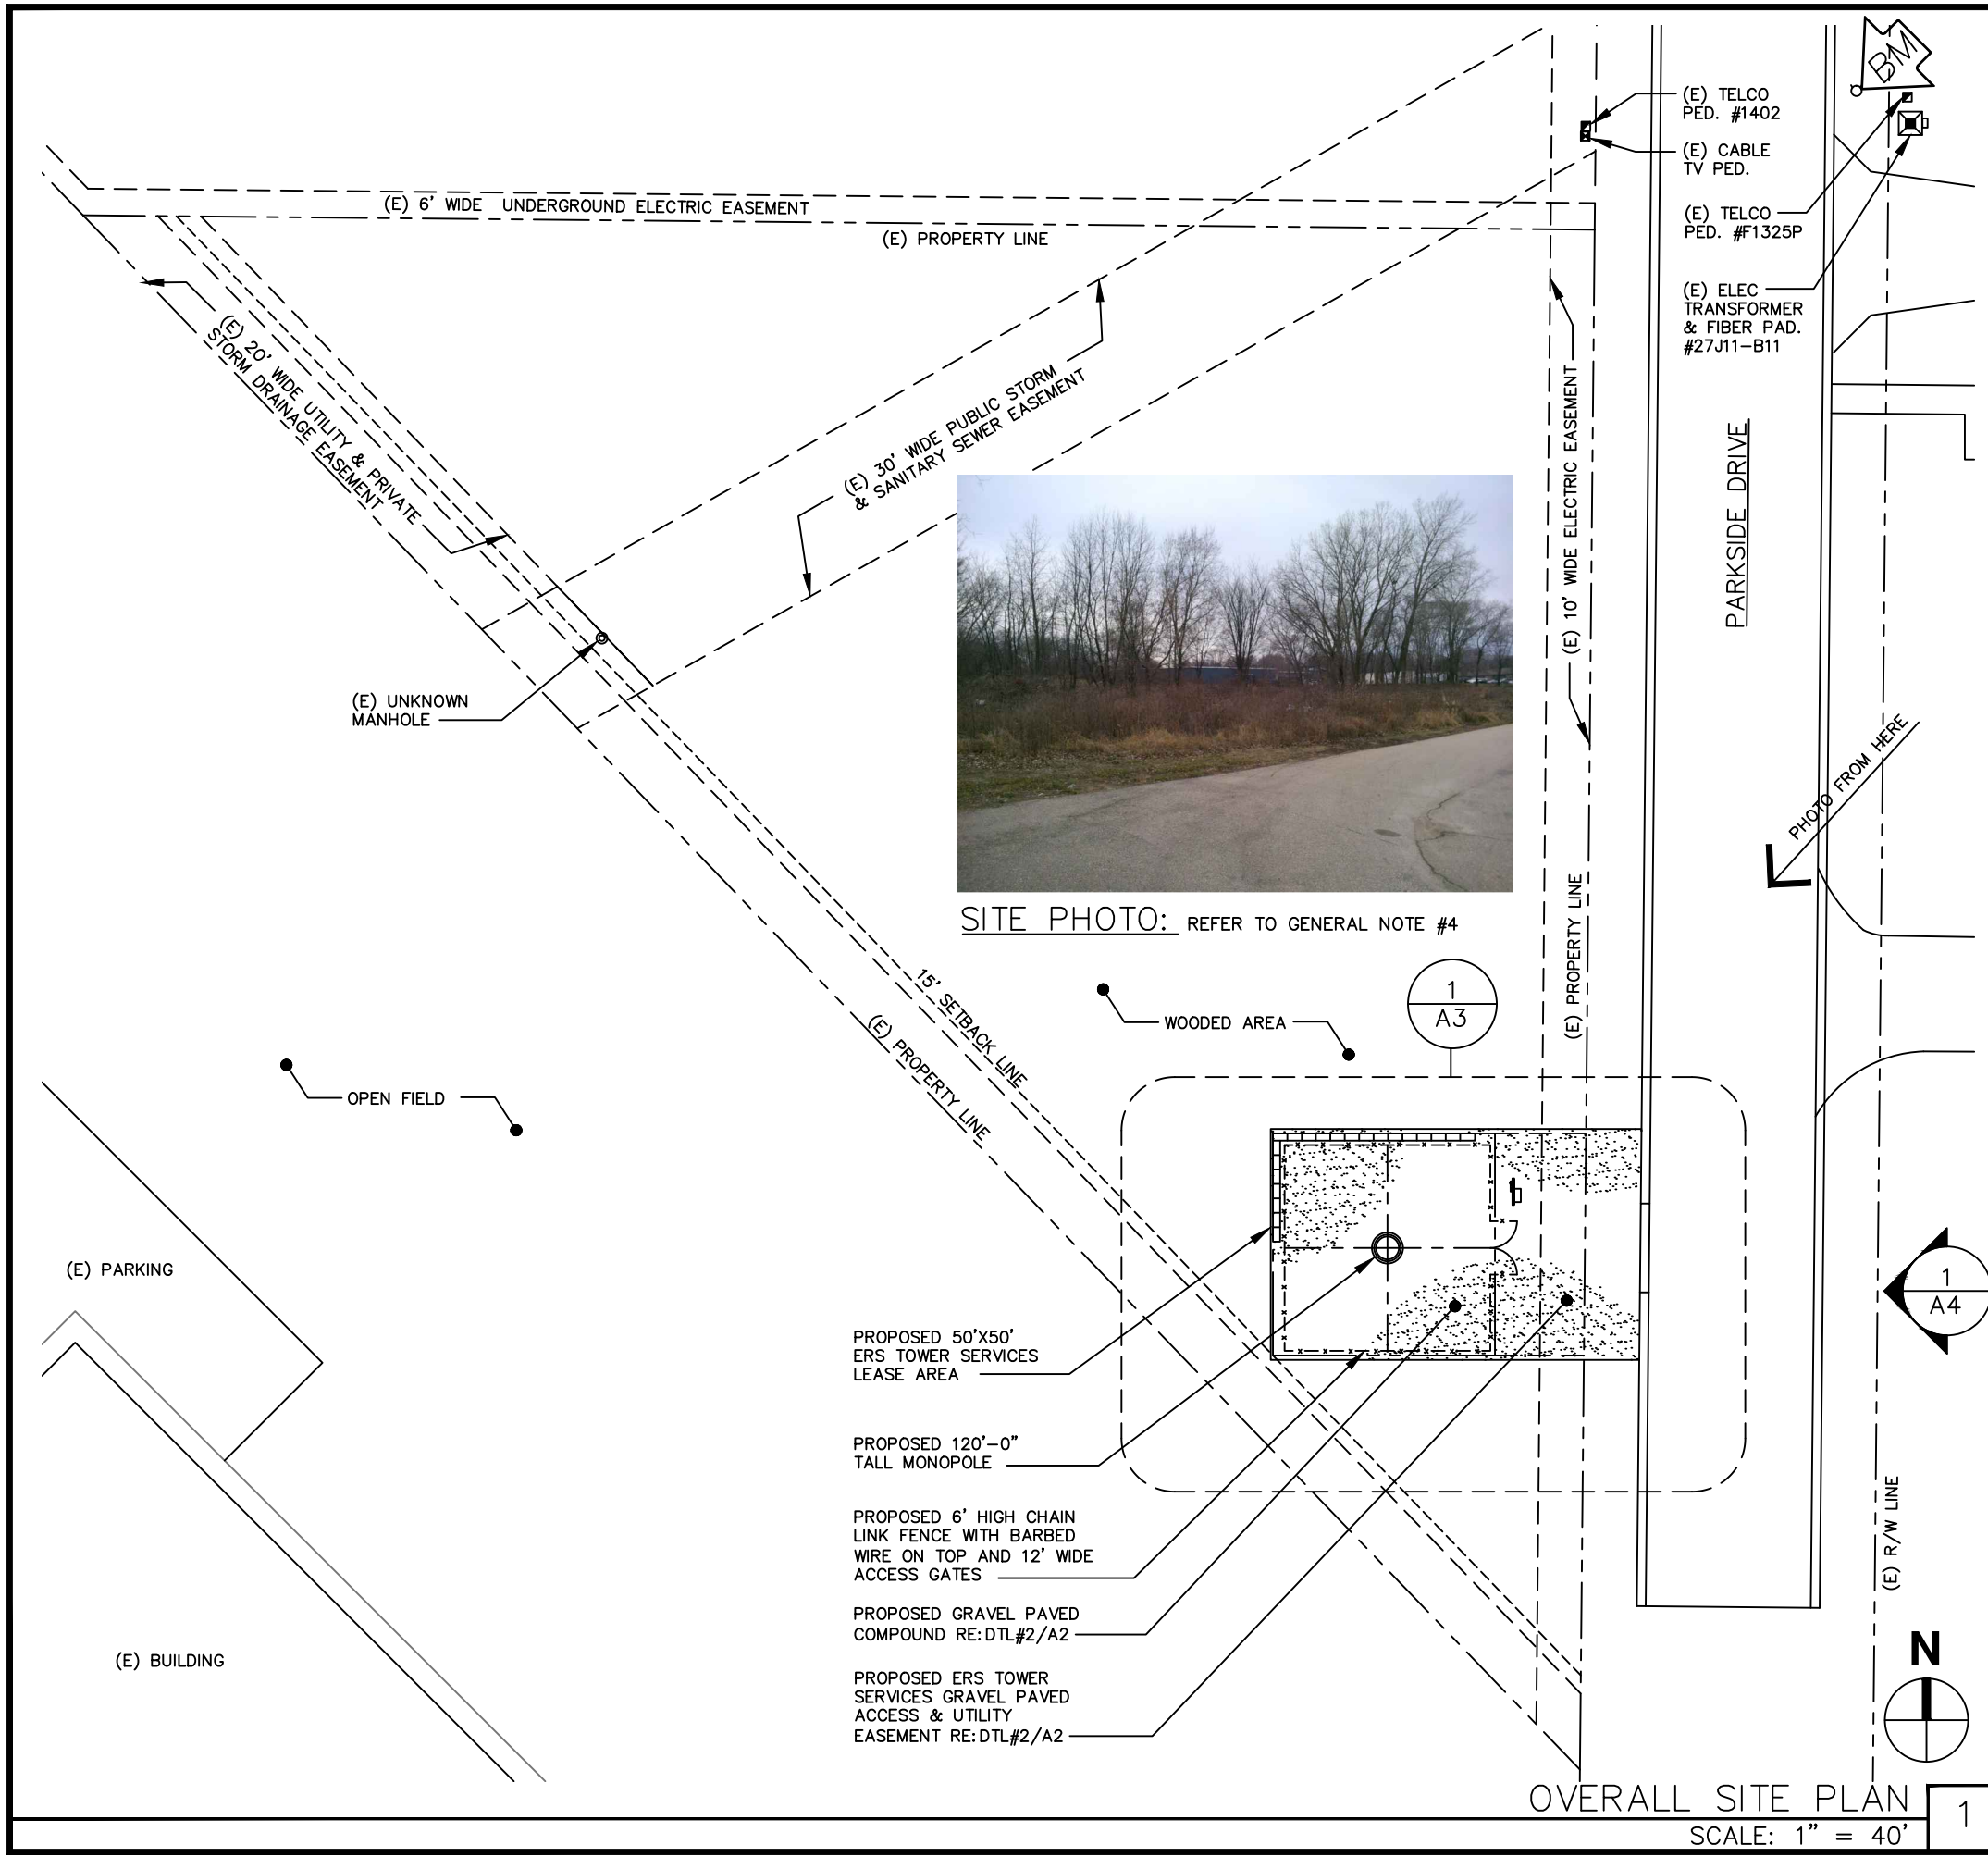 BM
(E) TELCO
PED. #1402
(E) CABLE
TV PED.
(E) TELCO
PED. #F1325P
(E) ELEC
TRANSFORMER
& FIBER PAD.
#27J11-B11
(E) 6' WIDE UNDERGROUND ELECTRIC EASEMENT
(E) PROPERTY LINE
(E) 20' WIDE UTILITY & PRIVATE
STORM DRAINAGE EASEMENT
(E) 30' WIDE PUBLIC STORM
& SANITARY SEWER EASEMENT
(E) 10' WIDE ELECTRIC EASEMENT
PARKSIDE DRIVE
(E) UNKNOWN
MANHOLE
PHOTO FROM HERE
SITE PHOTO: REFER TO GENERAL NOTE #4
(E) PROPERTY LINE
15' SETBACK LINE
(E) PROPERTY LINE
WOODED AREA
1
A3
OPEN FIELD
(E) PARKING
1
A4
PROPOSED 50'X50'
ERS TOWER SERVICES
LEASE AREA
PROPOSED 120'-0"
TALL MONOPOLE
PROPOSED 6' HIGH CHAIN
LINK FENCE WITH BARBED
WIRE ON TOP AND 12' WIDE
ACCESS GATES
PROPOSED GRAVEL PAVED
COMPOUND RE:DTL#2/A2
PROPOSED ERS TOWER
SERVICES GRAVEL PAVED
ACCESS & UTILITY
EASEMENT RE:DTL#2/A2
(E) BUILDING
(E) R/W LINE
N
OVERALL SITE PLAN
1
SCALE: 1" = 40'